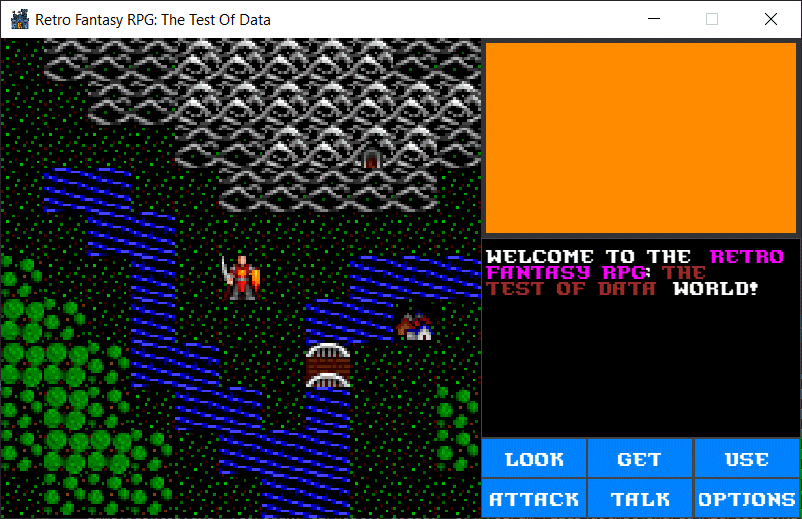 Retro Fantasy RPG: The Test Of Data
WELCOME TO THE RETRO
FANTASY RPG: THE
TEST OF DATA WORLD!
LOOK GET USE
ATTACK TALK OPTIONS